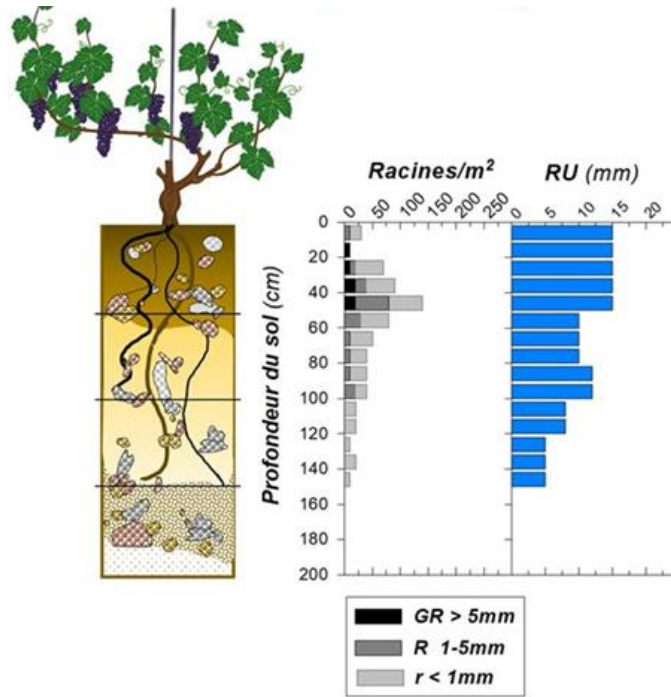 Racines/m²
0 50 100 150 200 250
RU (mm)
0 5 10 15 20
Profondeur du sol (cm)
0
20
40
60
80
100
120
140
160
180
200
GR > 5mm
R 1-5mm
r < 1mm